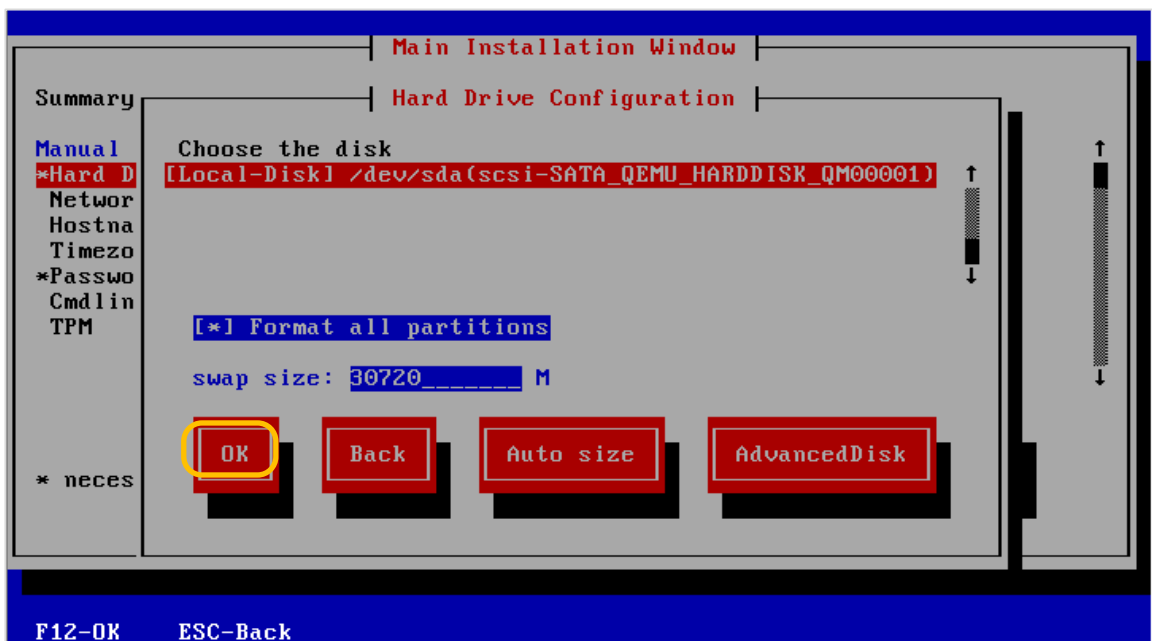 Main Installation Window
Summary
Hard Drive Configuration
Manual
Choose the disk
*Hard D
[Local-Disk] /dev/sda(scsi-SATA_QEMU_HARDDISK_QM00001)
Networ
Hostna
Timezo
*Passwo
Cmdlin
TPM
[*] Format all partitions
swap size: 30720_______ M
OK
Back
Auto size
AdvancedDisk
* neces
F12-OK
ESC-Back